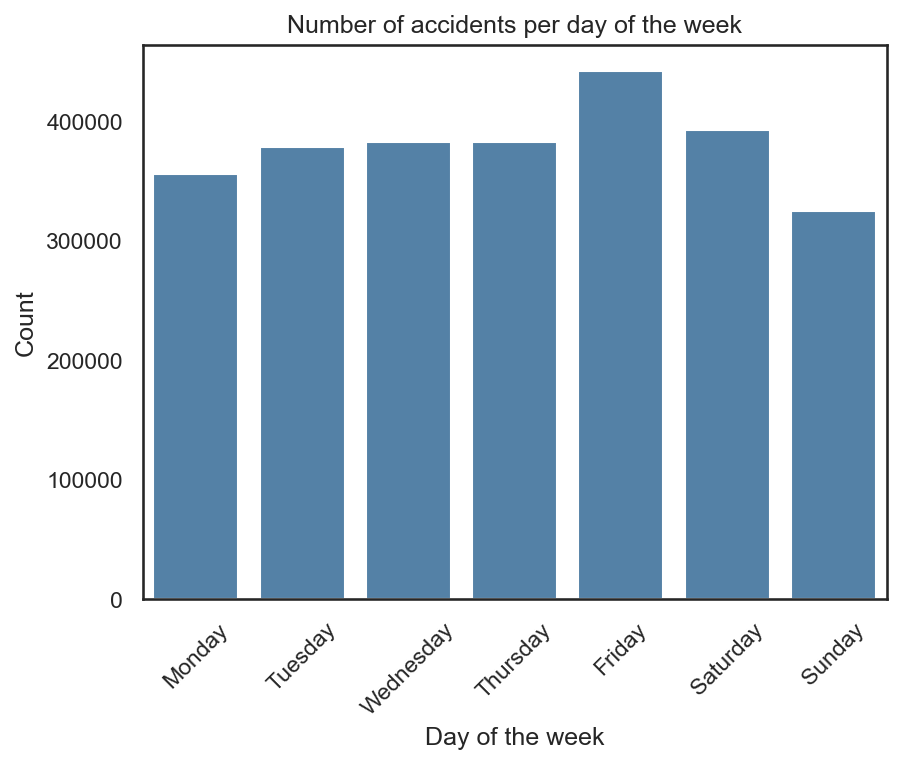 Number of accidents per day of the week
400000
300000
200000
100000
0
Count
Monday
Tuesday
Wednesday
Thursday
Friday
Saturday
Sunday
Day of the week